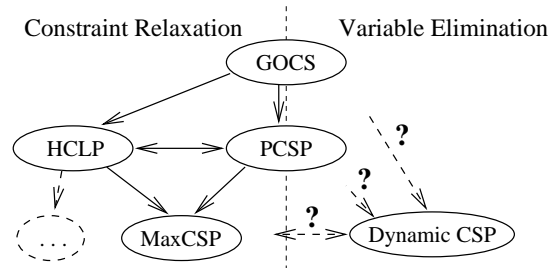 Constraint Relaxation Variable Elimination
GOCS
HCLP PCSP ?
?
?
... MaxCSP Dynamic CSP